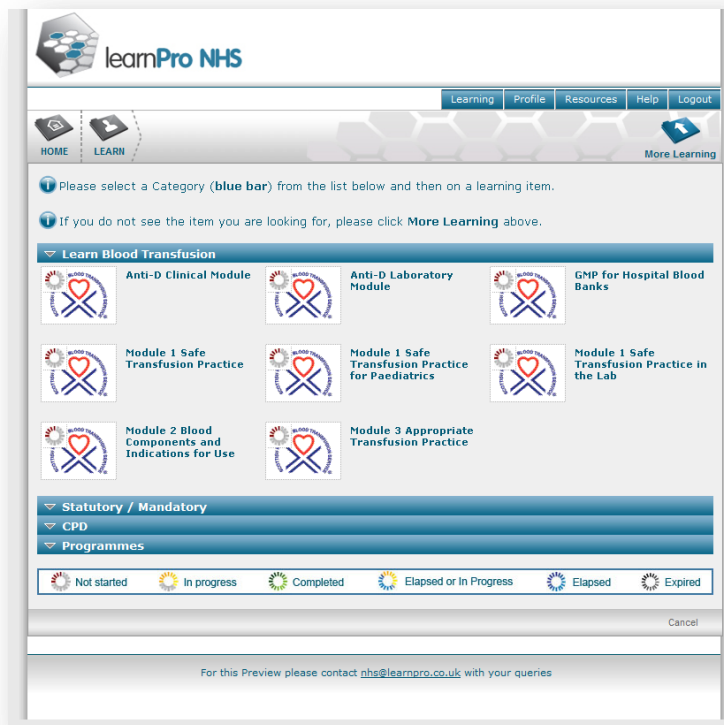 learnPro NHS
Learning Profile Resources Help Logout
HOME LEARN
More Learning
Please select a Category (blue bar) from the list below and then on a learning item.
If you do not see the item you are looking for, please click More Learning above.
Learn Blood Transfusion
Anti-D Clinical Module
Anti-D Laboratory
Module
GMP for Hospital Blood
Banks
Module 1 Safe
Transfusion Practice
Module 1 Safe
Transfusion Practice
for Paediatrics
Module 1 Safe
Transfusion Practice in
the Lab
Module 2 Blood
Components and
Indications for Use
Module 3 Appropriate
Transfusion Practice
Statutory / Mandatory
CPD
Programmes
Not started In progress Completed Elapsed or In Progress Elapsed Expired
Cancel
For this Preview please contact nhs@learnpro.co.uk with your queries